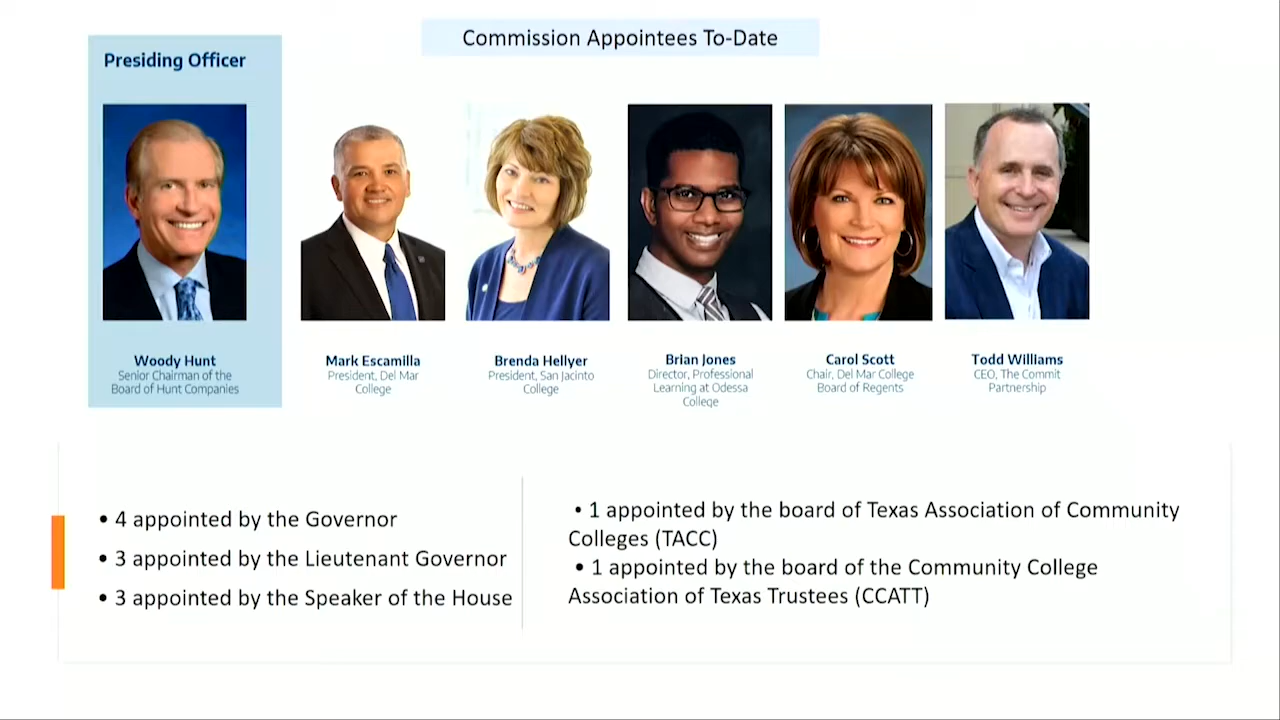 Commission Appointees To-Date
Presiding Officer
Woody Hunt
Senior Chairman of the
Board of Hunt Companies
Mark Escamilla
President, Del Mar
College
Brenda Hellyer
President, San Jacinto
College
Brian Jones
Director, Professional
Learning at Odessa
College
Carol Scott
Chair, Del Mar College
Board of Regents
Todd Williams
CEO, The Commit
Partnership
• 4 appointed by the Governor
• 3 appointed by the Lieutenant Governor
• 3 appointed by the Speaker of the House
• 1 appointed by the board of Texas Association of Community
Colleges (TACC)
• 1 appointed by the board of the Community College
Association of Texas Trustees (CCATT)